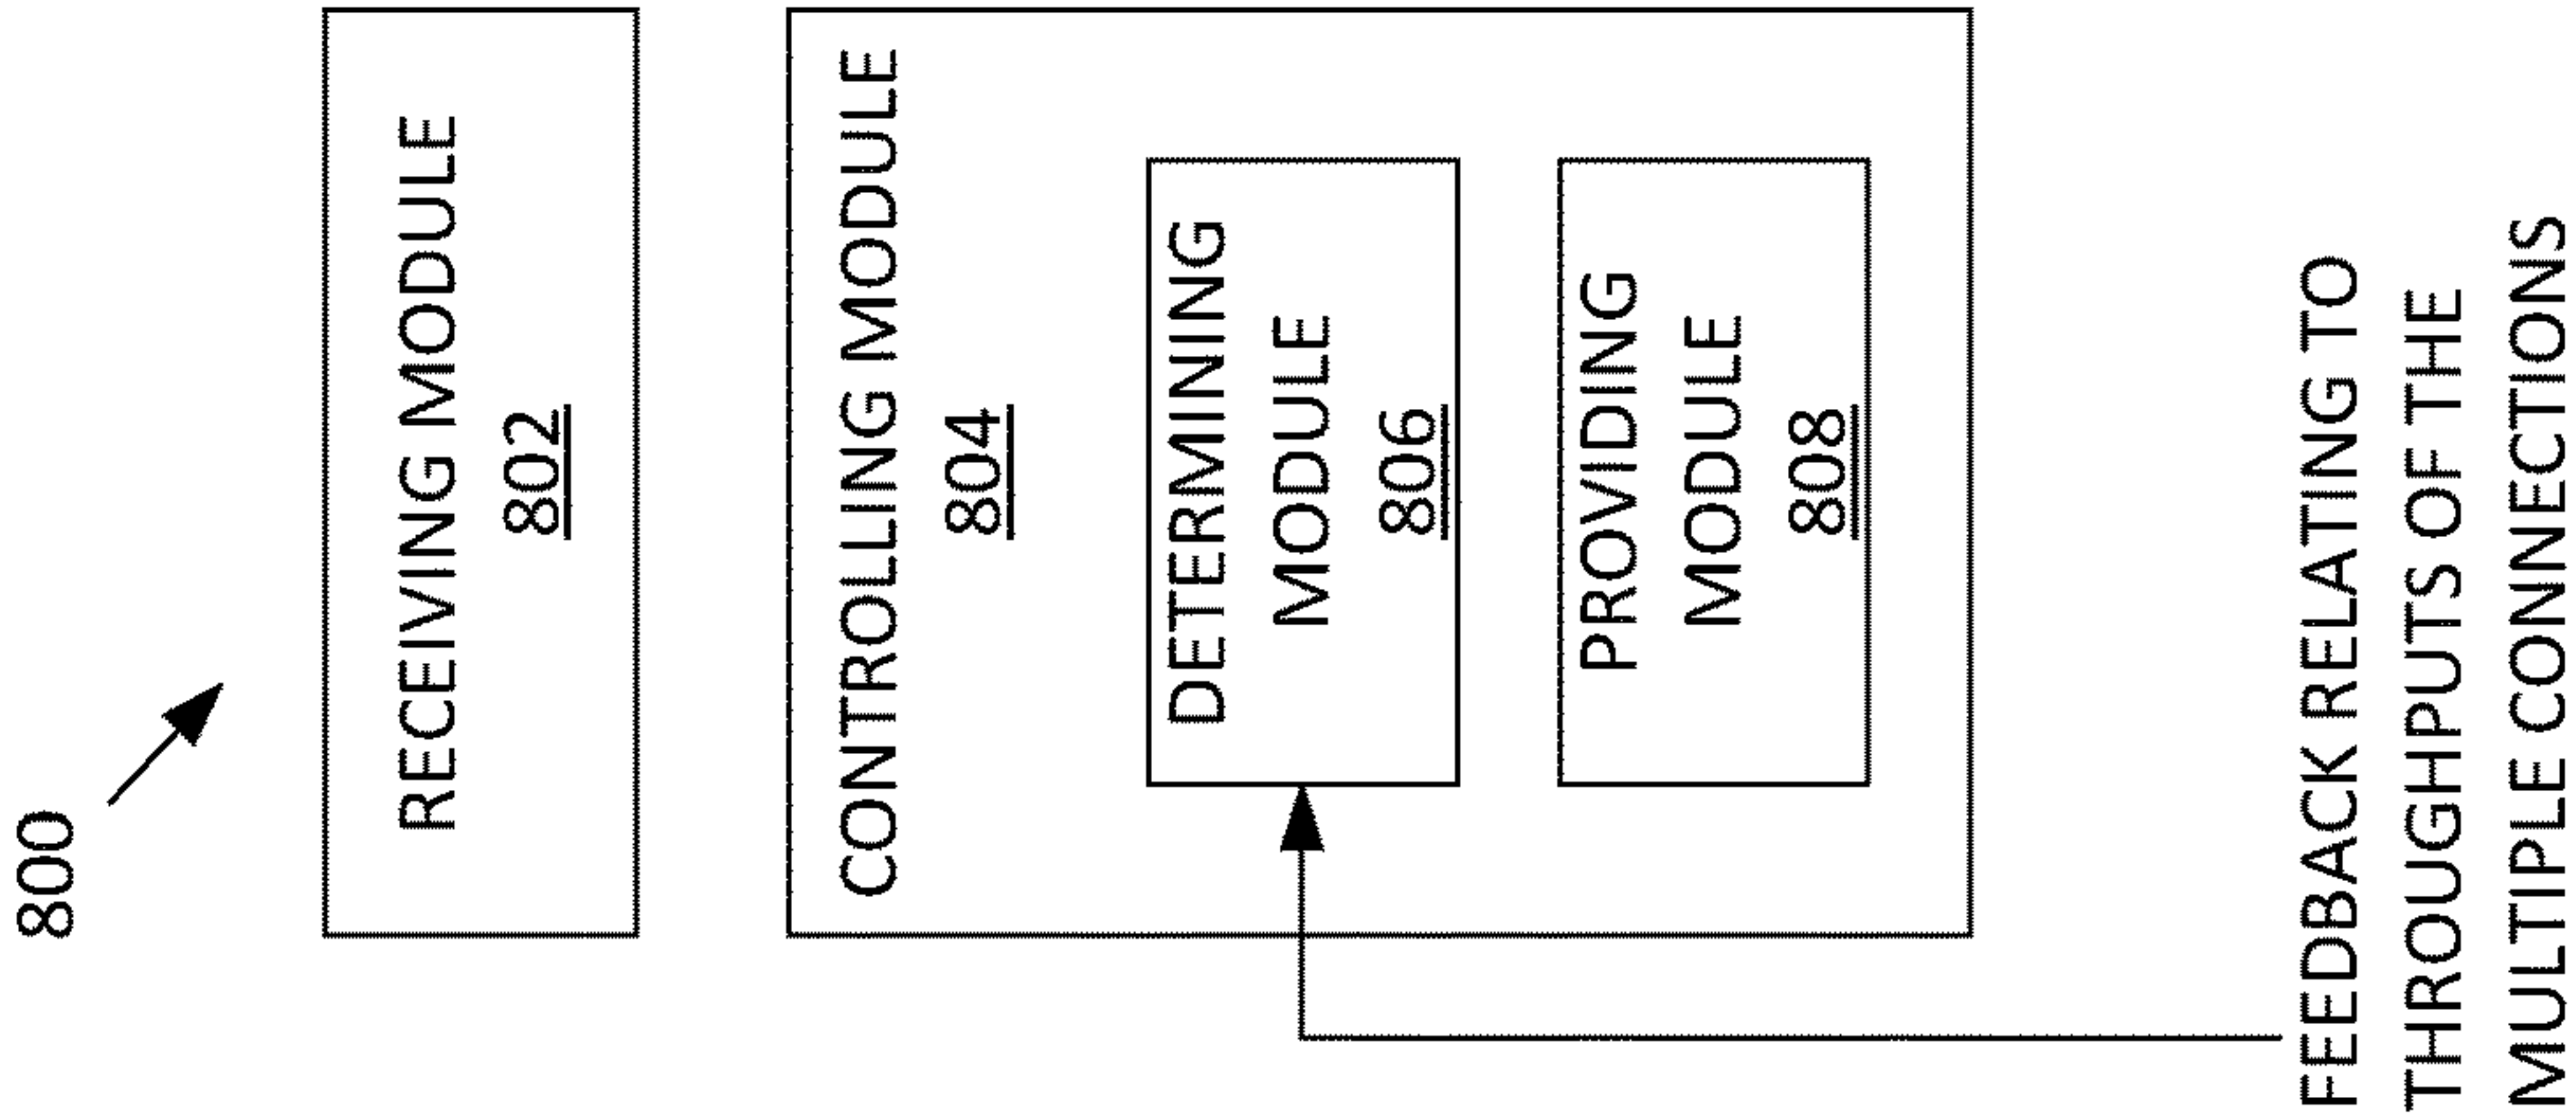 800
RECEIVING MODULE
802
CONTROLLING MODULE
804
DETERMINING
MODULE
806
PROVIDING
MODULE
808
FEEDBACK RELATING TO
THROUGHPUTS OF THE
MULTIPLE CONNECTIONS